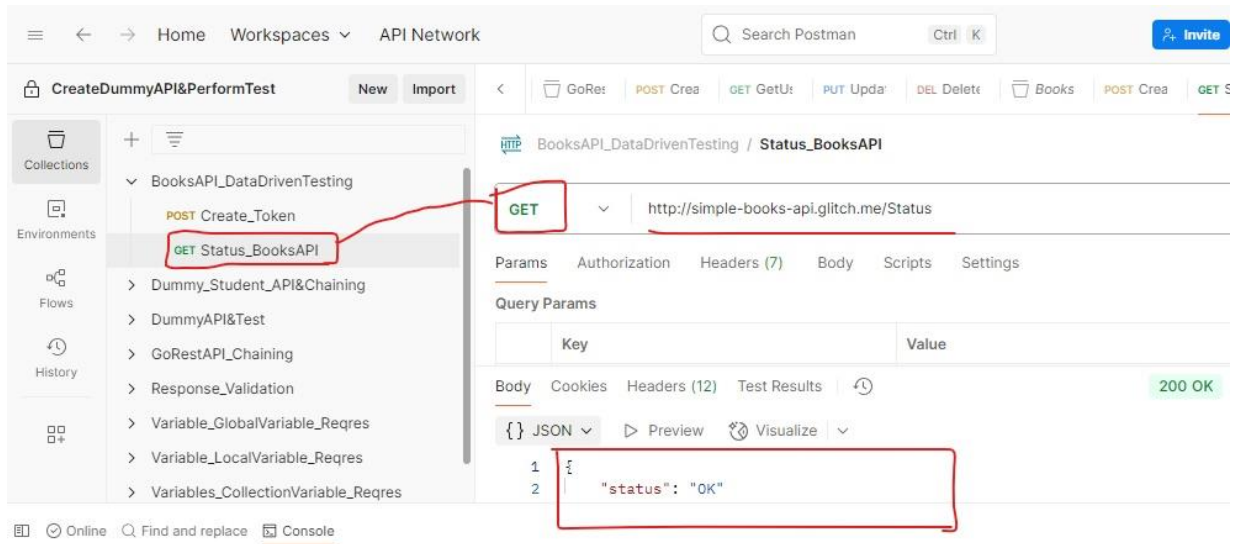 Home Workspaces API Network Search Postman Ctrl K Invite
CreateDummyAPI&PerformTest New Import
GoRes POST Crea GET GetUs PUT Upda DEL Delete Books POST Crea GET S
Collections
Environments
Flows
History
BooksAPI_DataDrivenTesting
POST Create_Token
GET Status_BooksAPI
Dummy_Student_API&Chaining
DummyAPI&Test
GoRestAPI_Chaining
Response_Validation
Variable_GlobalVariable_Reqres
Variable_LocalVariable_Reqres
Variables_CollectionVariable_Reqres
HTTP BooksAPI_DataDrivenTesting / Status_BooksAPI
GET http://simple-books-api.glitch.me/Status
Params Authorization Headers (7) Body Scripts Settings
Query Params
Key Value
Body Cookies Headers (12) Test Results 200 OK
{} JSON Preview Visualize
1 {
2 "status": "OK"
Online Find and replace Console